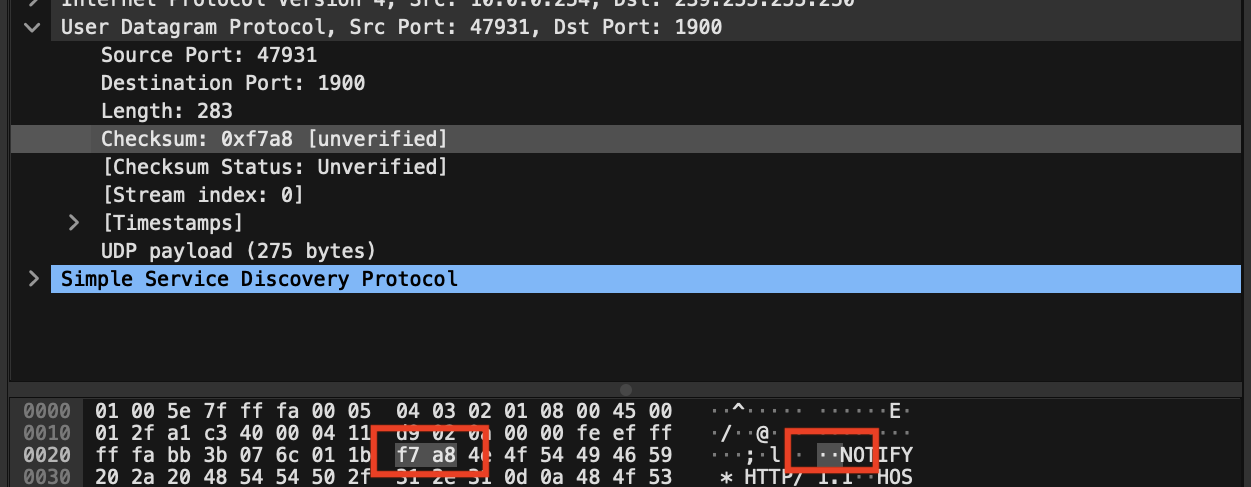 Internet Protocol Version 4, Src: 10.0.0.254, Dst: 239.255.255.250
User Datagram Protocol, Src Port: 47931, Dst Port: 1900
Source Port: 47931
Destination Port: 1900
Length: 283
Checksum: 0xf7a8 [unverified]
[Checksum Status: Unverified]
[Stream index: 0]
[Timestamps]
UDP payload (275 bytes)
Simple Service Discovery Protocol
0000 01 00 5e 7f ff fa 00 05 04 03 02 01 08 00 45 00 ··^····· ······E·
0010 01 2f a1 c3 40 00 04 11 d9 02 0a 00 00 fe ef ff ·/··@··· ········
0020 ff fa bb 3b 07 6c 01 1b f7 a8 4e 4f 54 49 46 59 ···;·l·· ··NOTIFY
0030 20 2a 20 48 54 54 50 2f 31 2e 31 0d 0a 48 4f 53 * HTTP/ 1.1··HOS